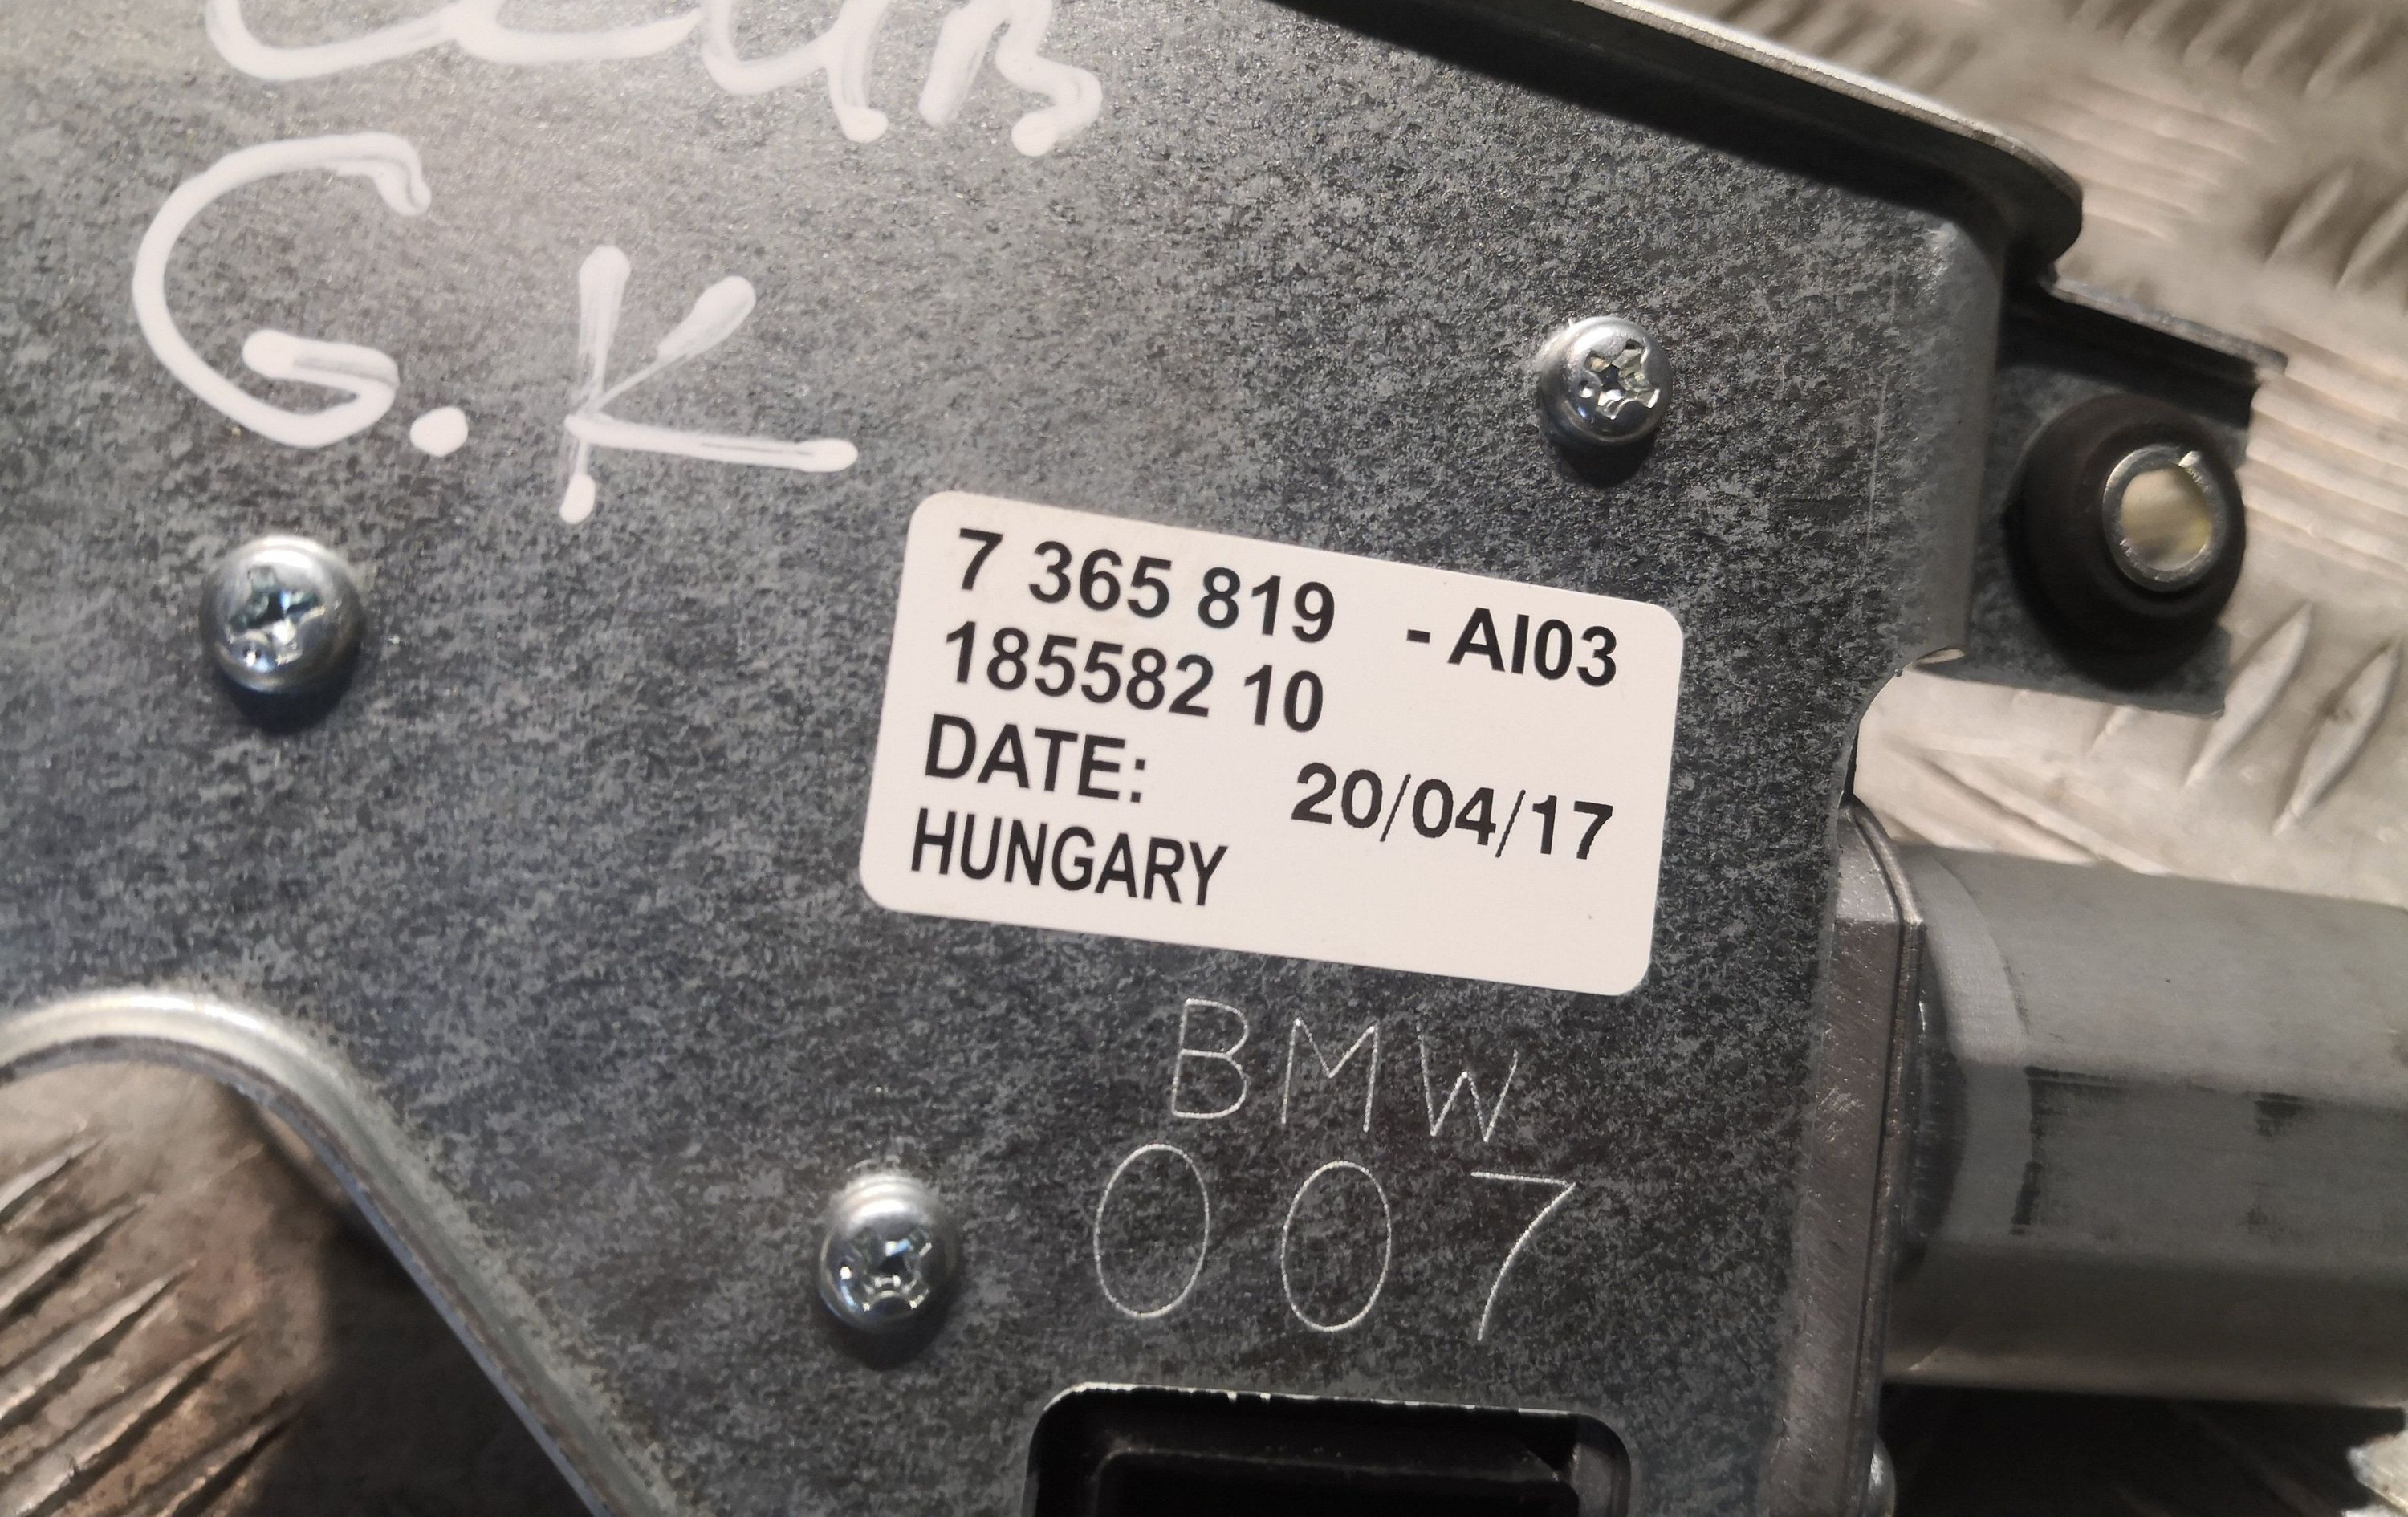 G.K
7 365 819 - AI03
185582 10
DATE: 20/04/17
HUNGARY
BMW
007